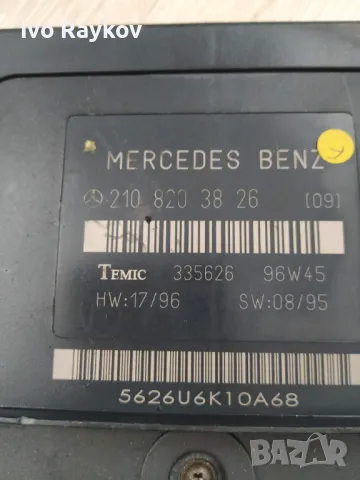 Ivo Raykov
MERCEDES BENZ
210 820 38 26 [09]
TEMIC 335626 96W45
HW:17/96 SW:08/95
5626U6K10A68
bazar